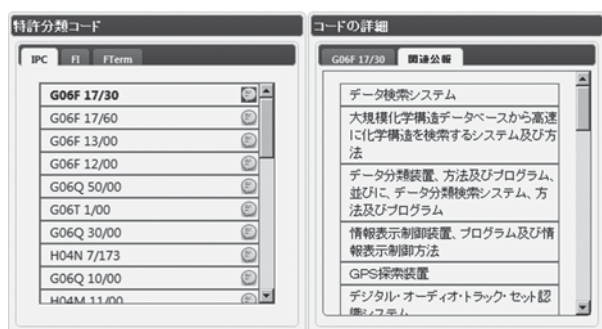 特許分類コード
IPC
FI
FTerm
G06F 17/30
G06F 17/60
G06F 13/00
G06F 12/00
G06Q 50/00
G06T 1/00
G06Q 30/00
H04N 7/173
G06Q 10/00
H04M 11/00
コードの詳細
G06F 17/30
関連公報
データ検索システム
大規模化学構造データベースから高速
に化学構造を検索するシステム及び方
法
データ分類装置、方法及びプログラム、
並びに、データ分類検索システム、方
法及びプログラム
情報表示制御装置、プログラム及び情
報表示制御方法
GPS探索装置
デジタル・オーディオ・トラック・セット認
識システム